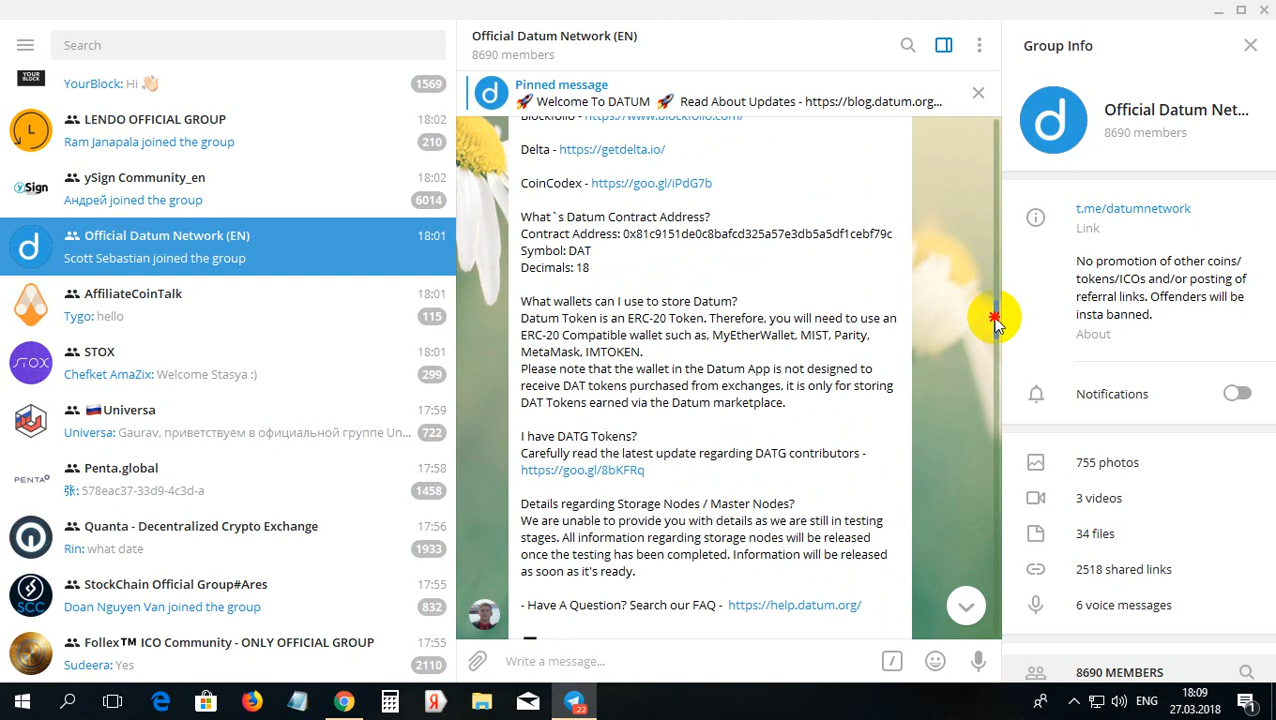 Search
YOUR
BLOCK
YourBlock: Hi 👋
1569
LENDO OFFICIAL GROUP
18:02
Ram Janapala joined the group
210
ySign Community_en
18:02
ySign
Андрей joined the group
6014
Official Datum Network (EN)
18:01
Scott Sebastian joined the group
AffiliateCoinTalk
18:01
Tygo: hello
115
STOX
18:01
STOX
Chefket AmaZix: Welcome Stasya :)
299
🇷🇺Universa
17:59
Universa: Gaurav, приветствуем в официальной группе Un...
722
Penta.global
17:58
PENTA
张: 578eac37-33d9-4c3d-a
1458
Quanta - Decentralized Crypto Exchange
17:56
Rin: what date
1933
StockChain Official Group#Ares
17:55
SCC
Doan Nguyen Van joined the group
832
Follex™️ ICO Community - ONLY OFFICIAL GROUP
17:55
Sudeera: Yes
2110
Official Datum Network (EN)
8690 members
Pinned message
🚀 Welcome To DATUM 🚀 Read About Updates - https://blog.datum.org...
Blockfolio - https://www.blockfolio.com/
Delta - https://getdelta.io/
CoinCodex - https://goo.gl/iPdG7b
What`s Datum Contract Address?
Contract Address: 0x81c9151de0c8bafcd325a57e3db5a5df1cebf79c
Symbol: DAT
Decimals: 18
What wallets can I use to store Datum?
Datum Token is an ERC-20 Token. Therefore, you will need to use an
ERC-20 Compatible wallet such as, MyEtherWallet, MIST, Parity,
MetaMask, IMTOKEN.
Please note that the wallet in the Datum App is not designed to
receive DAT tokens purchased from exchanges, it is only for storing
DAT Tokens earned via the Datum marketplace.
I have DATG Tokens?
Carefully read the latest update regarding DATG contributors -
https://goo.gl/8bKFRq
Details regarding Storage Nodes / Master Nodes?
We are unable to provide you with details as we are still in testing
stages. All information regarding storage nodes will be released
once the testing has been completed. Information will be released
as soon as it's ready.
- Have A Question? Search our FAQ - https://help.datum.org/
Write a message...
Group Info
Official Datum Net...
8690 members
t.me/datumnetwork
Link
No promotion of other coins/
tokens/ICOs and/or posting of
referral links. Offenders will be
insta banned.
About
Notifications
755 photos
3 videos
34 files
2518 shared links
6 voice messages
8690 MEMBERS
22
ENG
18:09
27.03.2018
1